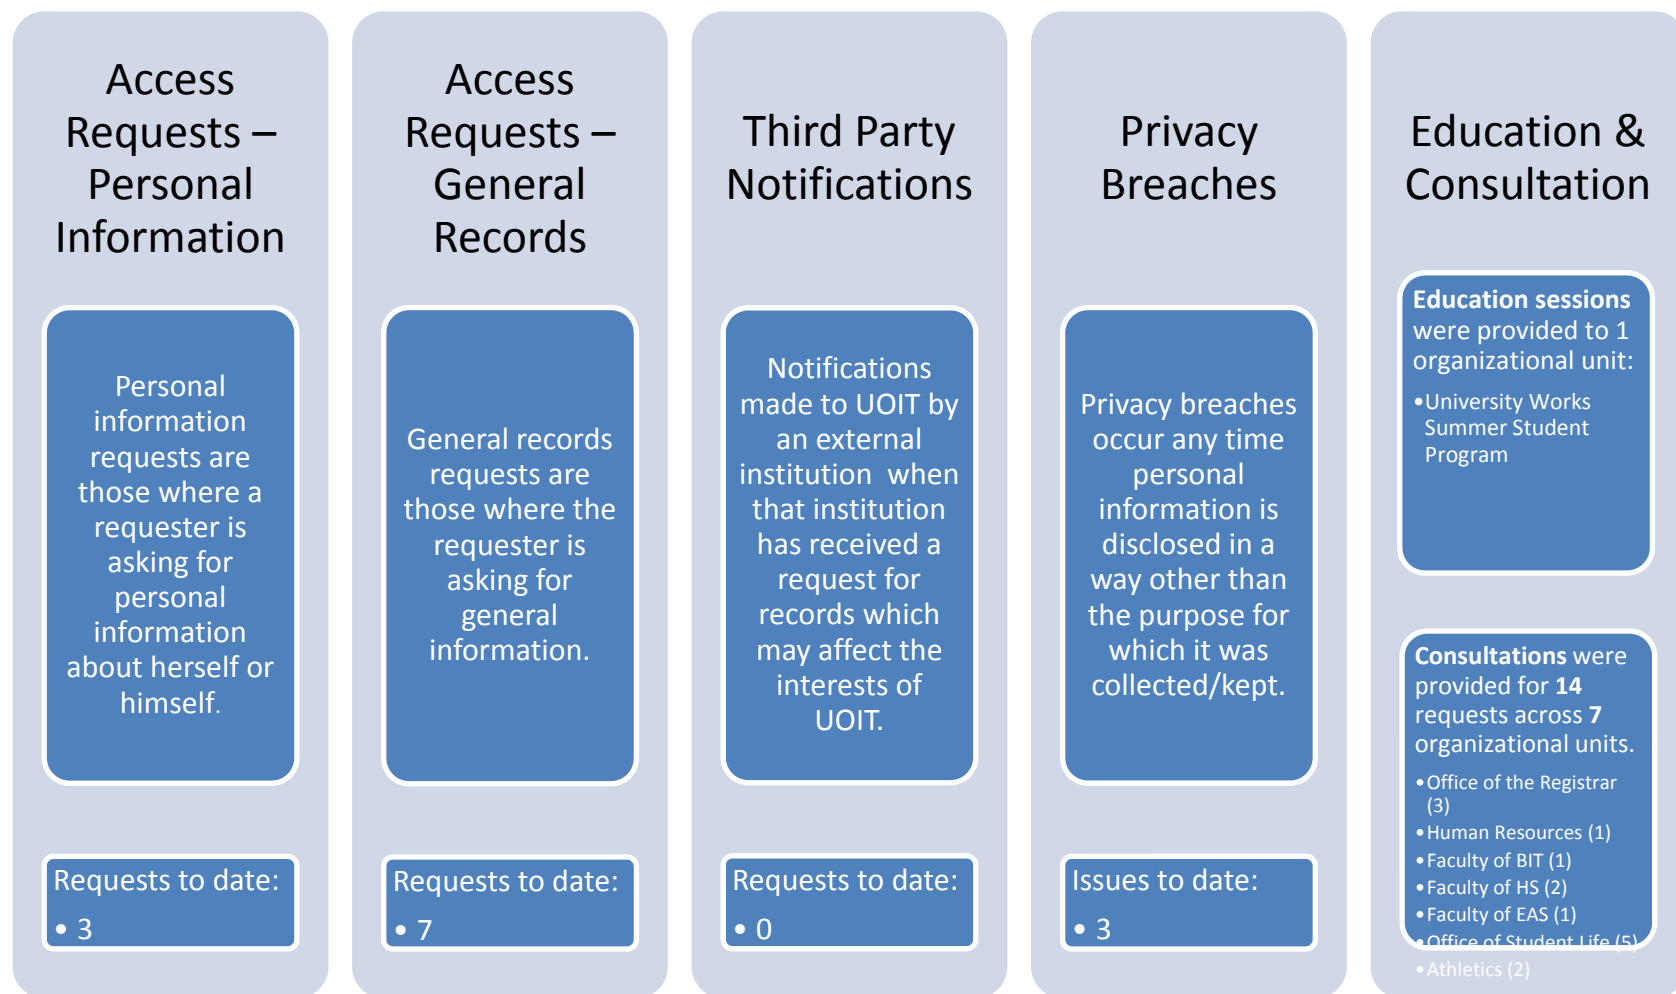 Access
Requests –
Personal
Information
Personal
information
requests are
those where a
requester is
asking for
personal
information
about herself or
himself.
Requests to date:
• 3
Access
Requests –
General
Records
General records
requests are
those where the
requester is
asking for
general
information.
Requests to date:
• 7
Third Party
Notifications
Notifications
made to UOIT by
an external
institution  when
that institution
has received a
request for
records which
may affect the
interests of
UOIT.
Requests to date:
• 0
Privacy
Breaches
Privacy breaches
occur any time
personal
information is
disclosed in a
way other than
the purpose for
which it was
collected/kept.
Issues to date:
• 3
Education &
Consultation
Education sessions
were provided to 1
organizational unit:
•University Works
Summer Student
Program
Consultations were
provided for 14
requests across 7
organizational units.
•Office of the Registrar
(3)
•Human Resources (1)
•Faculty of BIT (1)
•Faculty of HS (2)
•Faculty of EAS (1)
•Office of Student Life (5)
•Athletics (2)